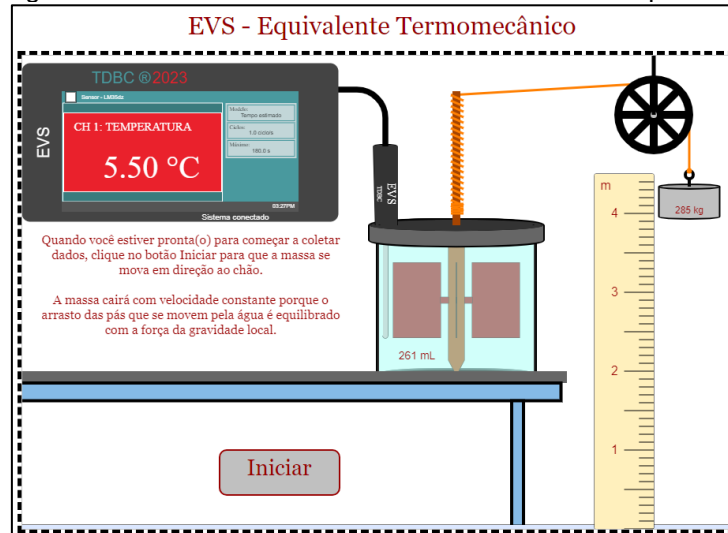 EVS - Equivalente Termomecânico
TDBC ®2023
EVS
Sensor - LM35dz
CH 1: TEMPERATURA
5.50 °C
Modelo:
Tempo estimado
Ciclos:
1.0 ciclo/s
Máximo:
180.0 s
03:27PM
Sistema conectado
EVS
TDBC
Quando você estiver pronta(o) para começar a coletar
dados, clique no botão Iniciar para que a massa se
mova em direção ao chão.
A massa cairá com velocidade constante porque o
arrasto das pás que se movem pela água é equilibrado
com a força da gravidade local.
261 mL
285 kg
m
4
3
2
1
Iniciar